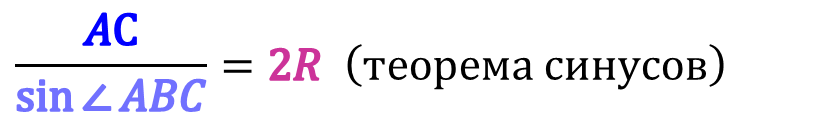 AC
sin∠ABC = 2R (теорема синусов)